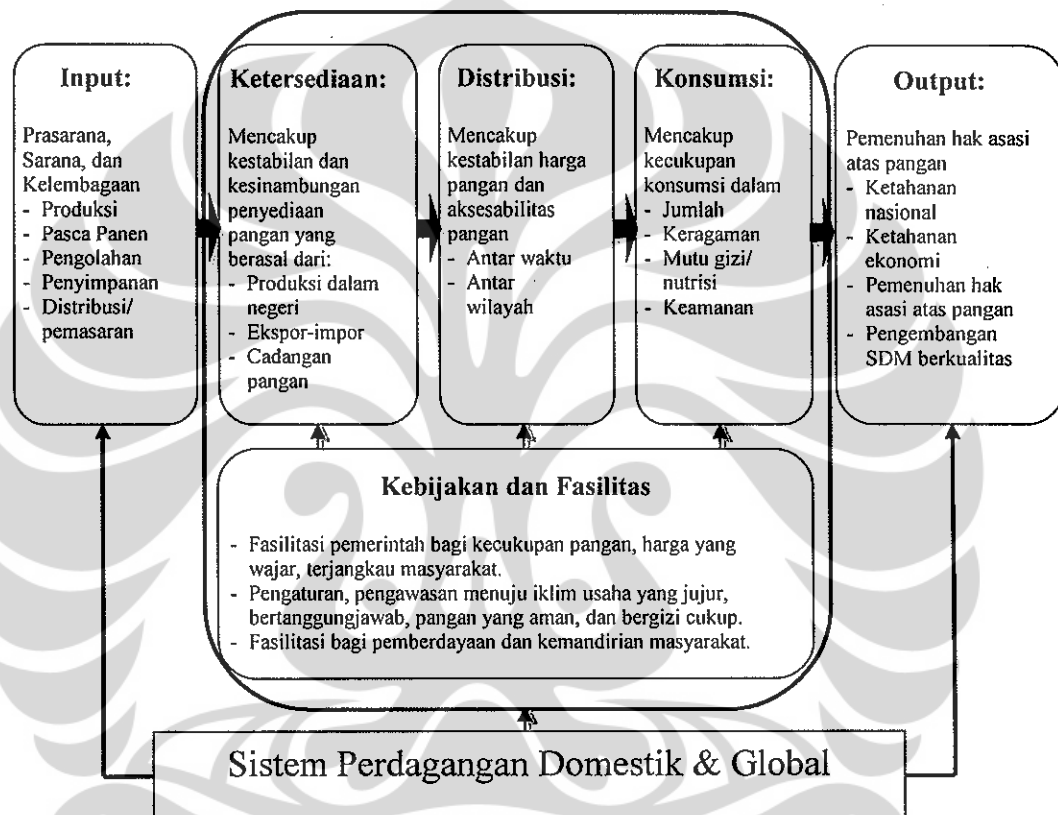 Input:
Prasarana,
Sarana, dan
Kelembagaan
- Produksi
- Pasca Panen
- Pengolahan
- Penyimpanan
- Distribusi/
pemasaran
Ketersediaan:
Mencakup
kestabilan dan
kesinambungan
penyediaan
pangan yang
berasal dari:
- Produksi dalam
negeri
- Ekspor-impor
- Cadangan
pangan
Distribusi:
Mencakup
kestabilan harga
pangan dan
aksesabilitas
pangan
- Antar waktu
- Antar
wilayah
Konsumsi:
Mencakup
kecukupan
konsumsi dalam
- Jumlah
- Keragaman
- Mutu gizi/
nutrisi
- Keamanan
Output:
Pemenuhan hak asasi
atas pangan
- Ketahanan
nasional
- Ketahanan
ekonomi
- Pemenuhan hak
asasi atas pangan
- Pengembangan
SDM berkualitas
Kebijakan dan Fasilitas
- Fasilitasi pemerintah bagi kecukupan pangan, harga yang
wajar, terjangkau masyarakat.
- Pengaturan, pengawasan menuju iklim usaha yang jujur,
bertanggungjawab, pangan yang aman, dan bergizi cukup.
- Fasilitasi bagi pemberdayaan dan kemandirian masyarakat.
Sistem Perdagangan Domestik & Global